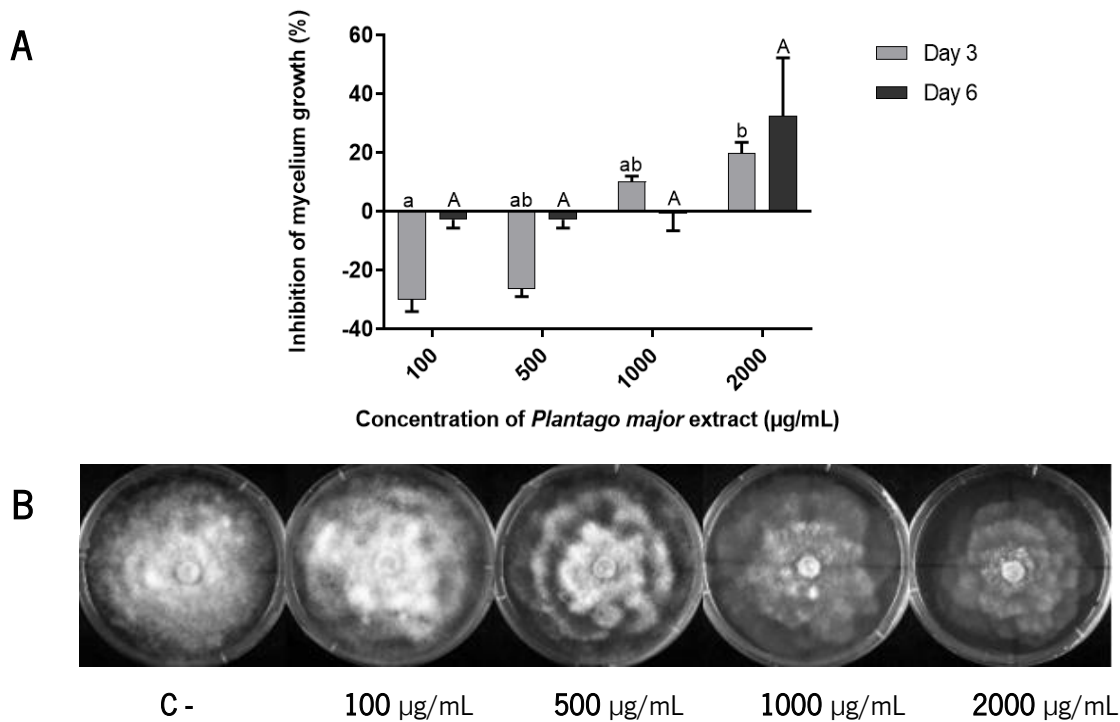 A
Inhibition of mycelium growth (%)
60
40
20
0
-20
-40
a
A
ab
A
ab
A
b
A
Day 3
Day 6
100
500
1000
2000
Concentration of Plantago major extract (µg/mL)
B
C -
100 µg/mL
500 µg/mL
1000 µg/mL
2000 µg/mL